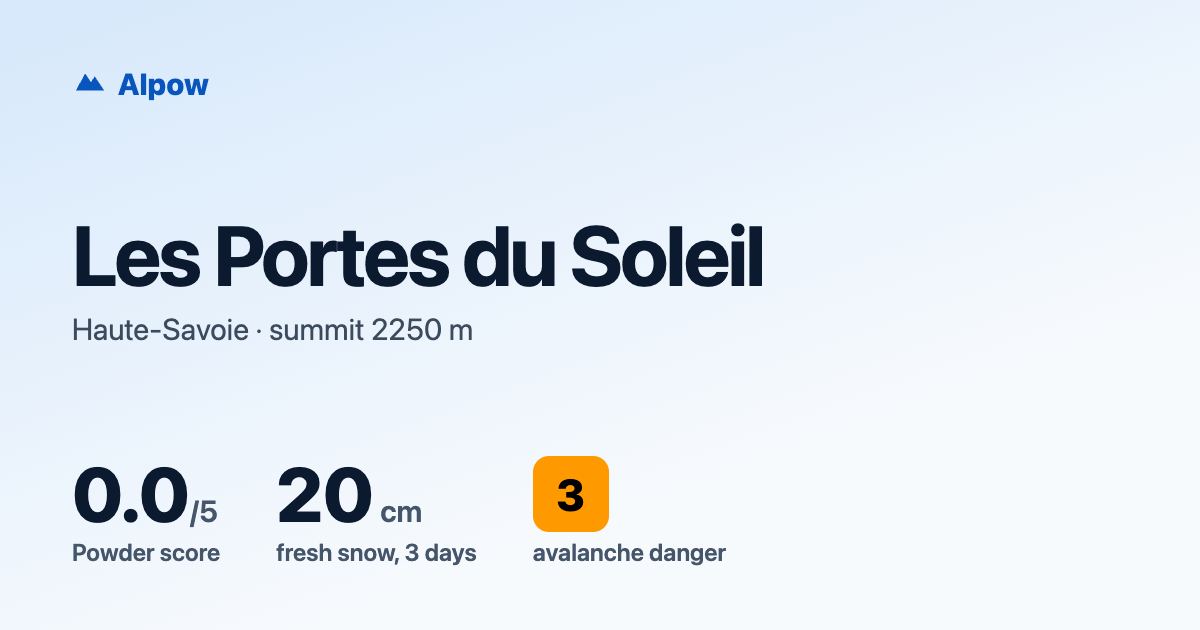 Alpow
Les Portes du Soleil
Haute-Savoie · summit 2250 m
0.0/5 20 cm 3
Powder score fresh snow, 3 days avalanche danger